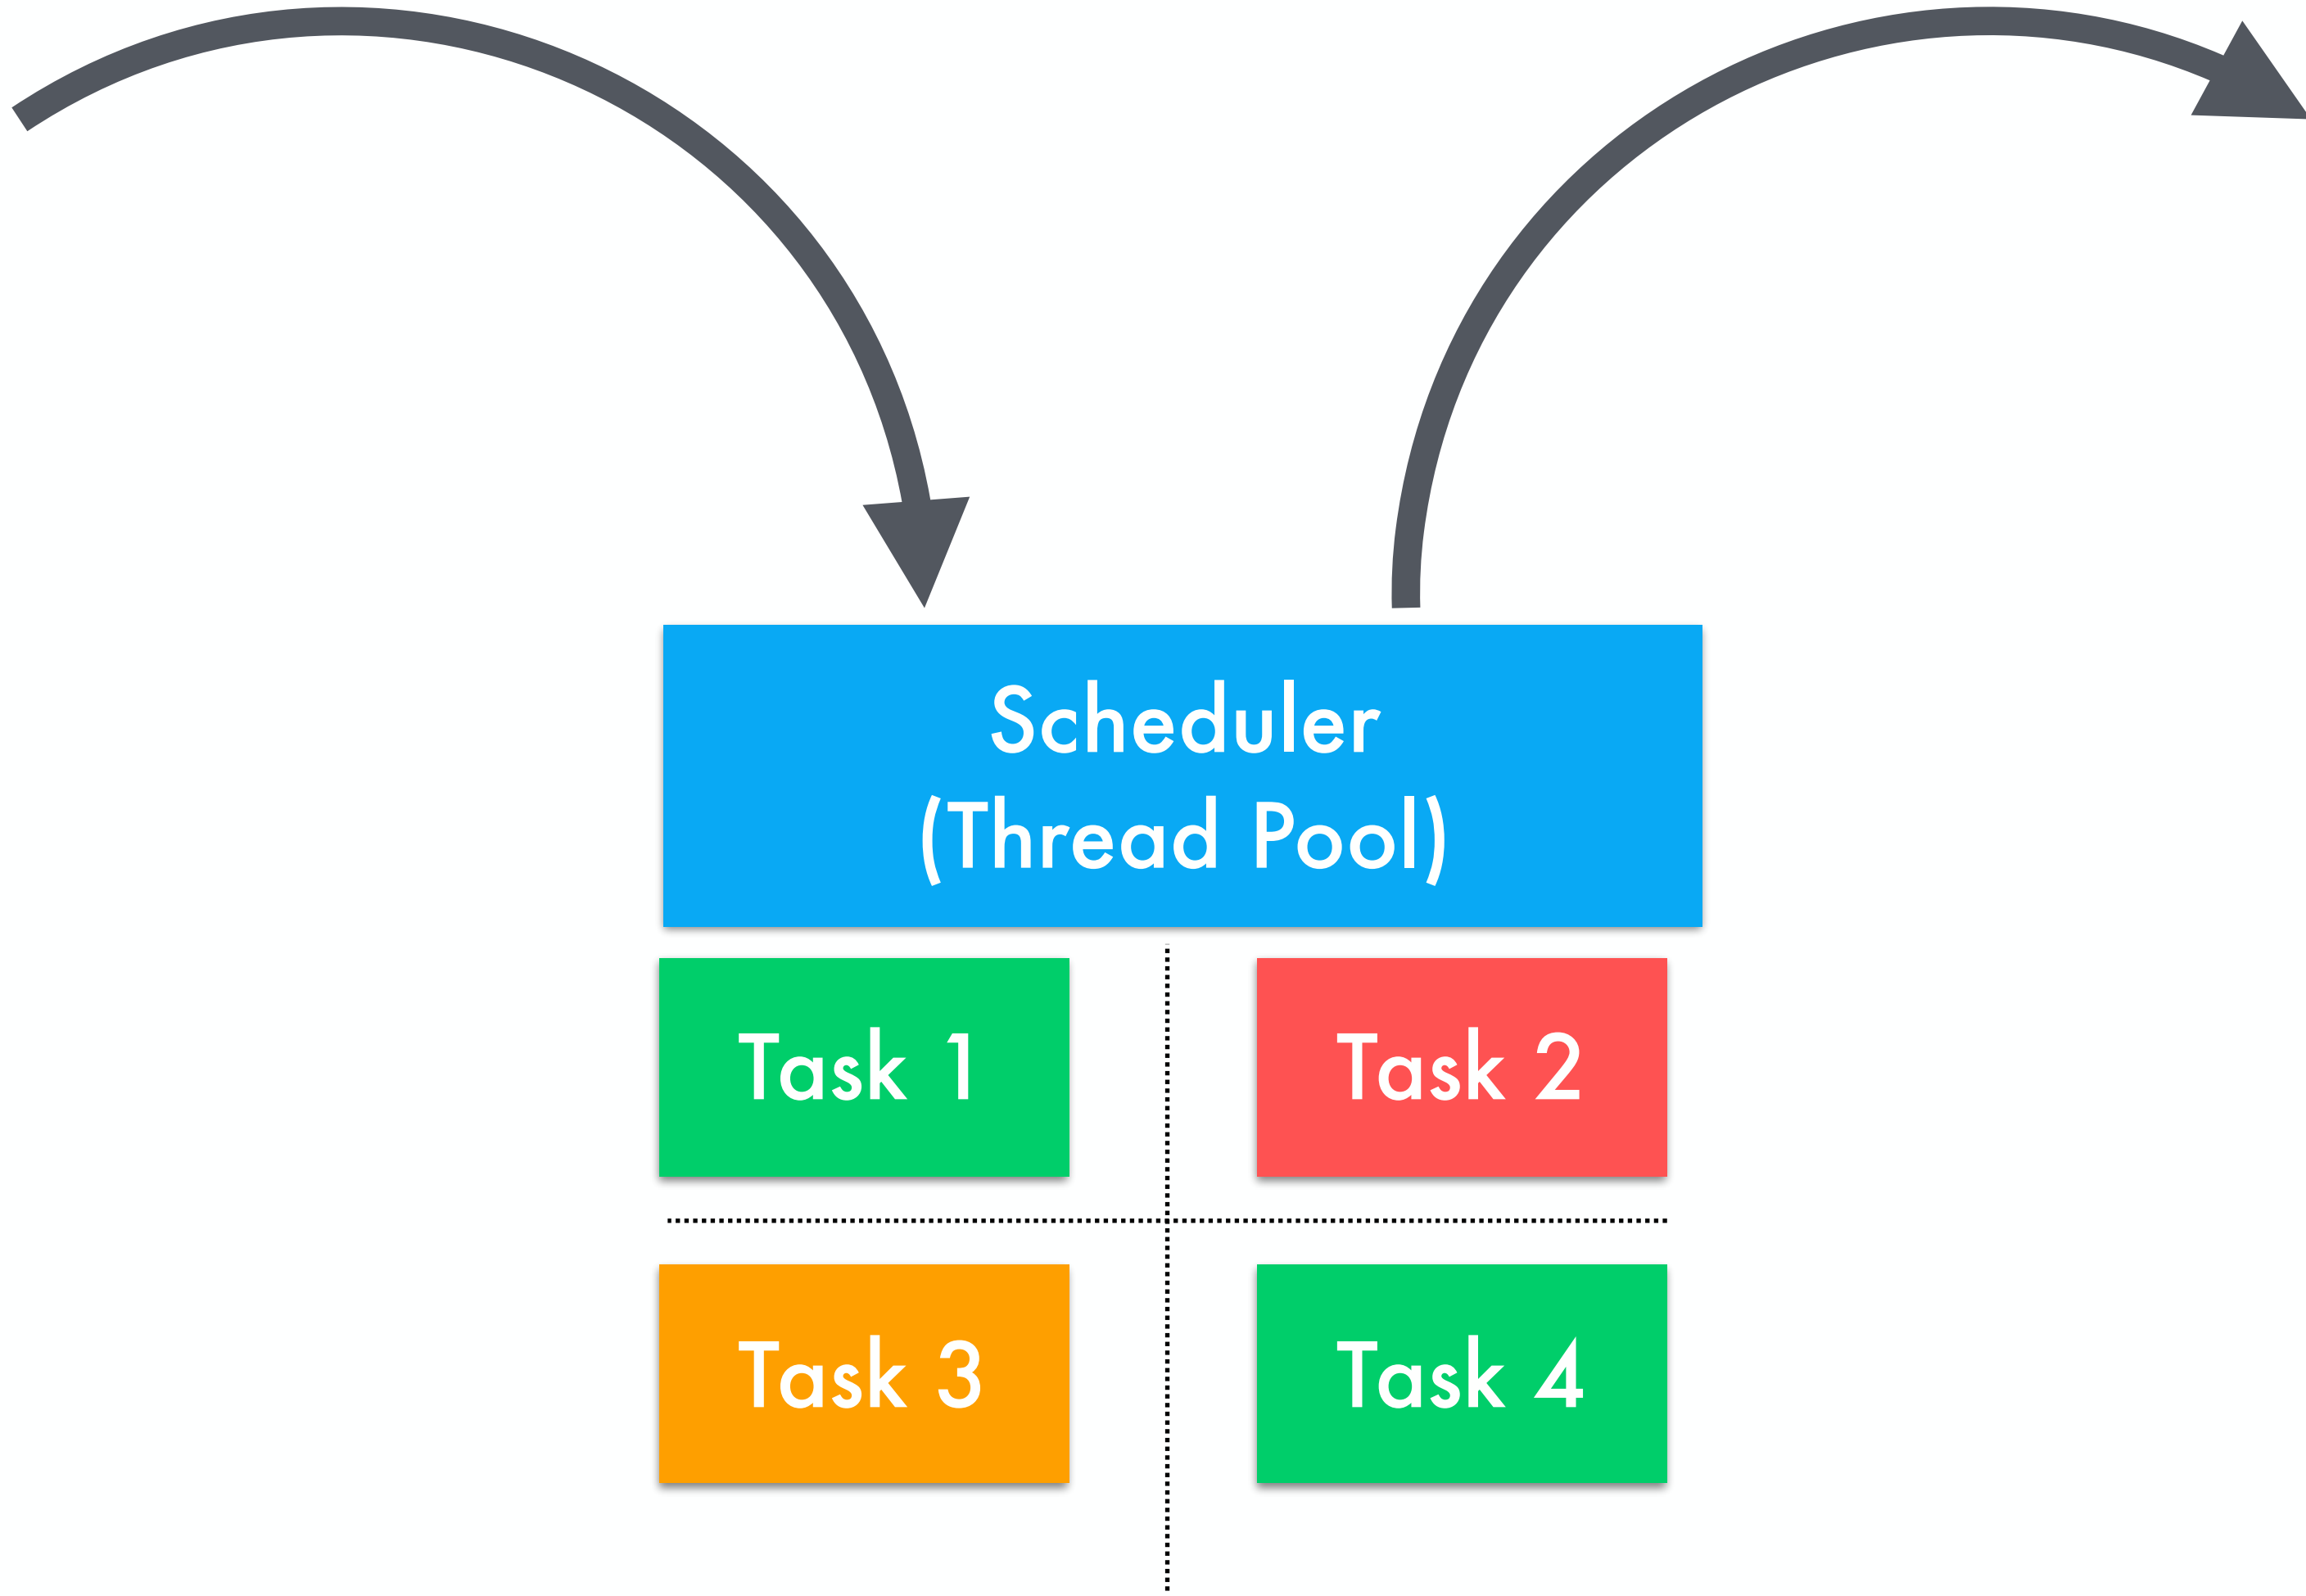 Scheduler
(Thread Pool)
Task 1
Task 2
Task 3
Task 4